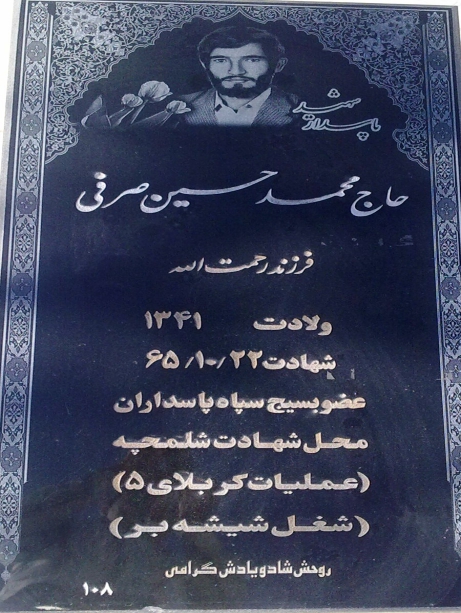 شهید
پاسدار
حاج محمد حسین صرفی
فرزند رحمت الله
ولادت ۱۳۴۱
شهادت ۶۵/۱۰/۲۲
عضو بسیج سپاه پاسداران
محل شهادت شلمچه
(عملیات کربلای ۵)
(شغل شیشه بر)
روحش شاد و یادش گرامی
۱۰۸